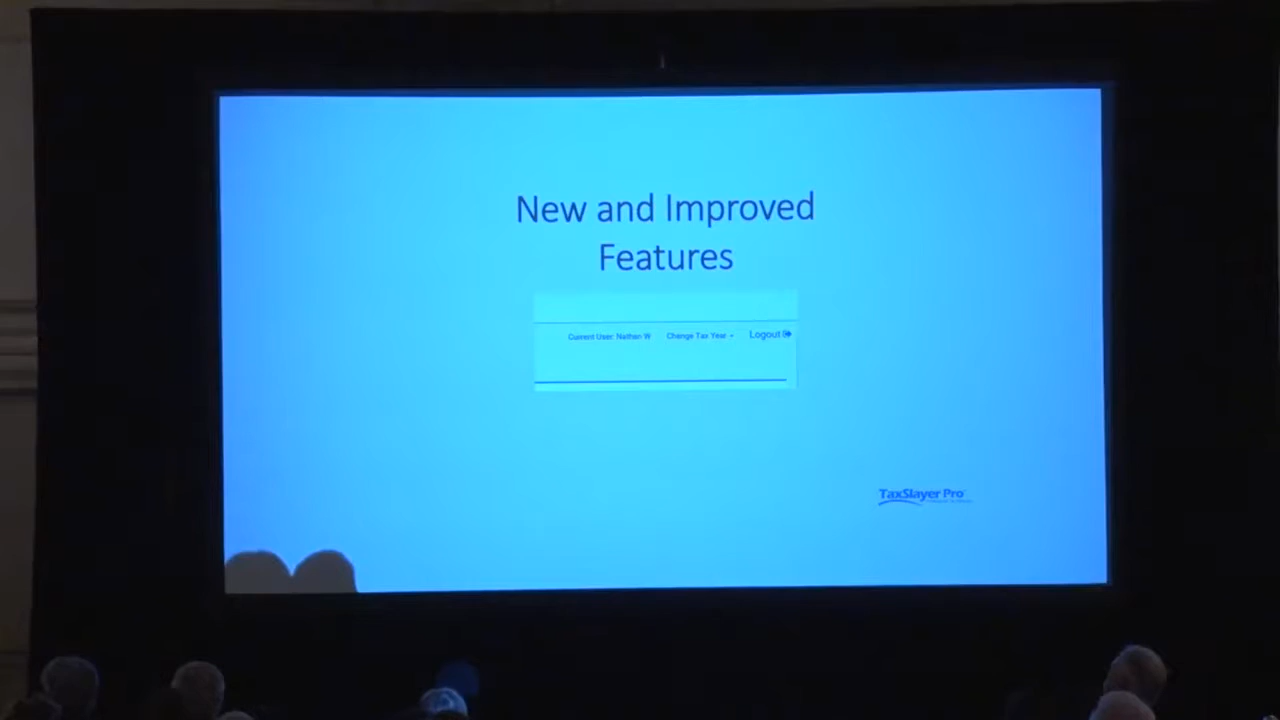 New and Improved
Features
Current User: Nathan W Change Tax Year Logout
TaxSlayer Pro